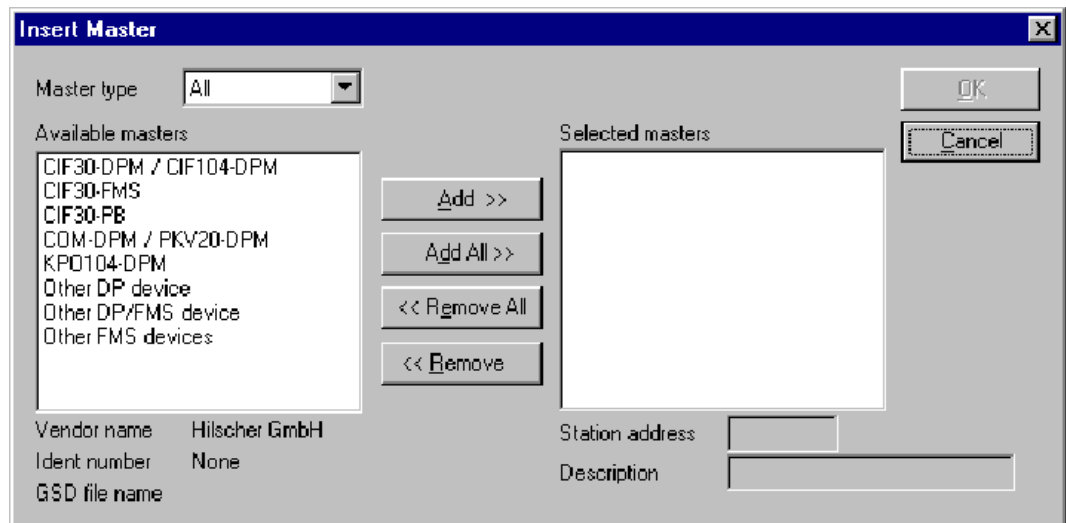 Insert Master
Master type All OK
Available masters Selected masters Cancel
CIF30-DPM / CIF104-DPM
CIF30-FMS
CIF30-PB
COM-DPM / PKV20-DPM
KPO104-DPM
Other DP device
Other DP/FMS device
Other FMS devices
Add >>
Add All >>
<< Remove All
<< Remove
Vendor name Hilscher GmbH
Ident number None
GSD file name
Station address
Description